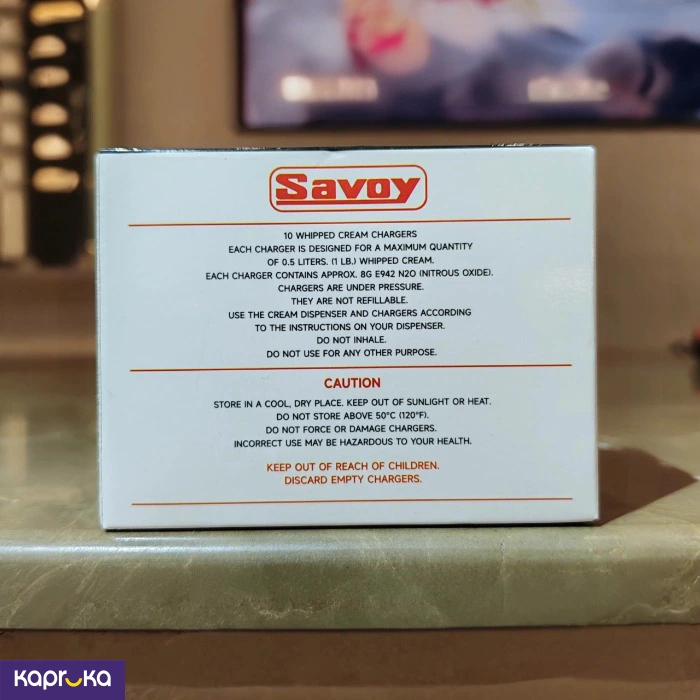 Savoy
10 WHIPPED CREAM CHARGERS
EACH CHARGER IS DESIGNED FOR A MAXIMUM QUANTITY
OF 0.5 LITERS. (1 LB.) WHIPPED CREAM.
EACH CHARGER CONTAINS APPROX. 8G E942 N2O (NITROUS OXIDE).
CHARGERS ARE UNDER PRESSURE.
THEY ARE NOT REFILLABLE.
USE THE CREAM DISPENSER AND CHARGERS ACCORDING
TO THE INSTRUCTIONS ON YOUR DISPENSER.
DO NOT INHALE.
DO NOT USE FOR ANY OTHER PURPOSE.
CAUTION
STORE IN A COOL, DRY PLACE. KEEP OUT OF SUNLIGHT OR HEAT.
DO NOT STORE ABOVE 50°C (120°F).
DO NOT FORCE OR DAMAGE CHARGERS.
INCORRECT USE MAY BE HAZARDOUS TO YOUR HEALTH.
KEEP OUT OF REACH OF CHILDREN.
DISCARD EMPTY CHARGERS.
kapruka